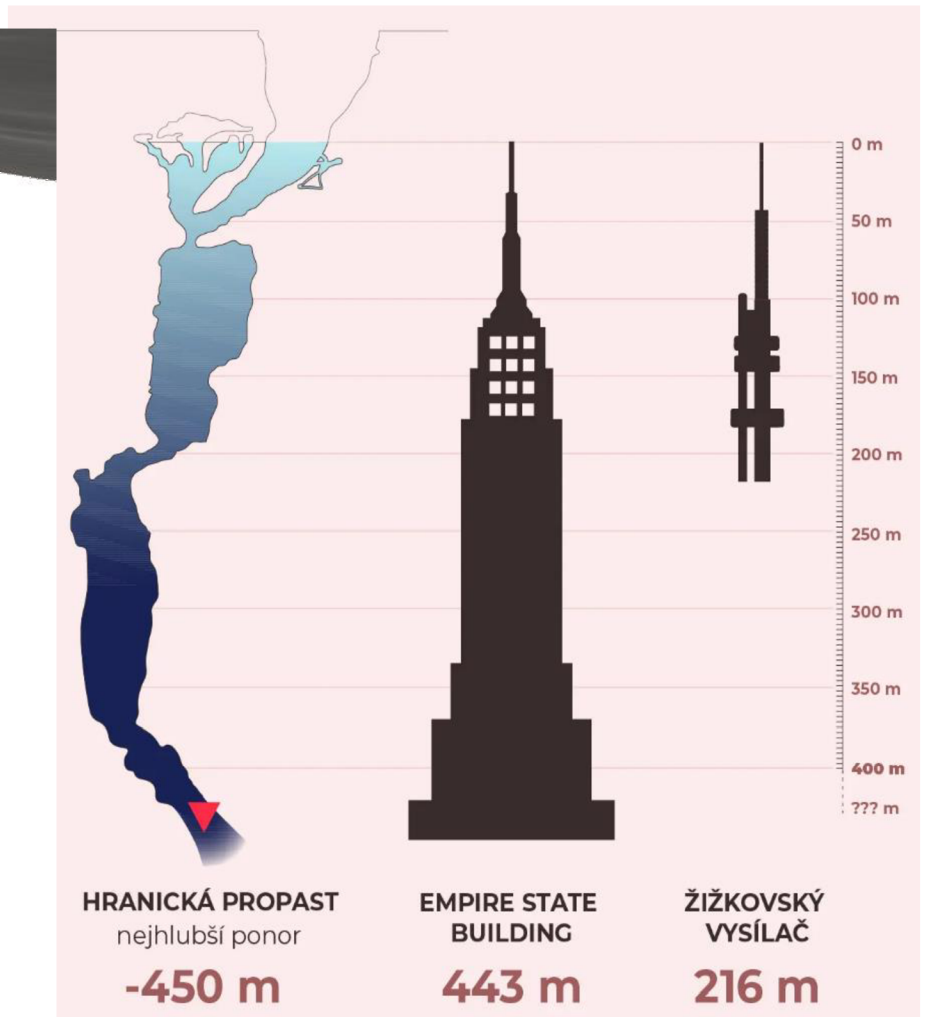 0 m
50 m
100 m
150 m
200 m
250 m
300 m
350 m
400 m
??? m
HRANICKÁ PROPAST
nejhlubší ponor
-450 m
EMPIRE STATE
BUILDING
443 m
ŽIŽKOVSKÝ
VYSÍLAČ
216 m